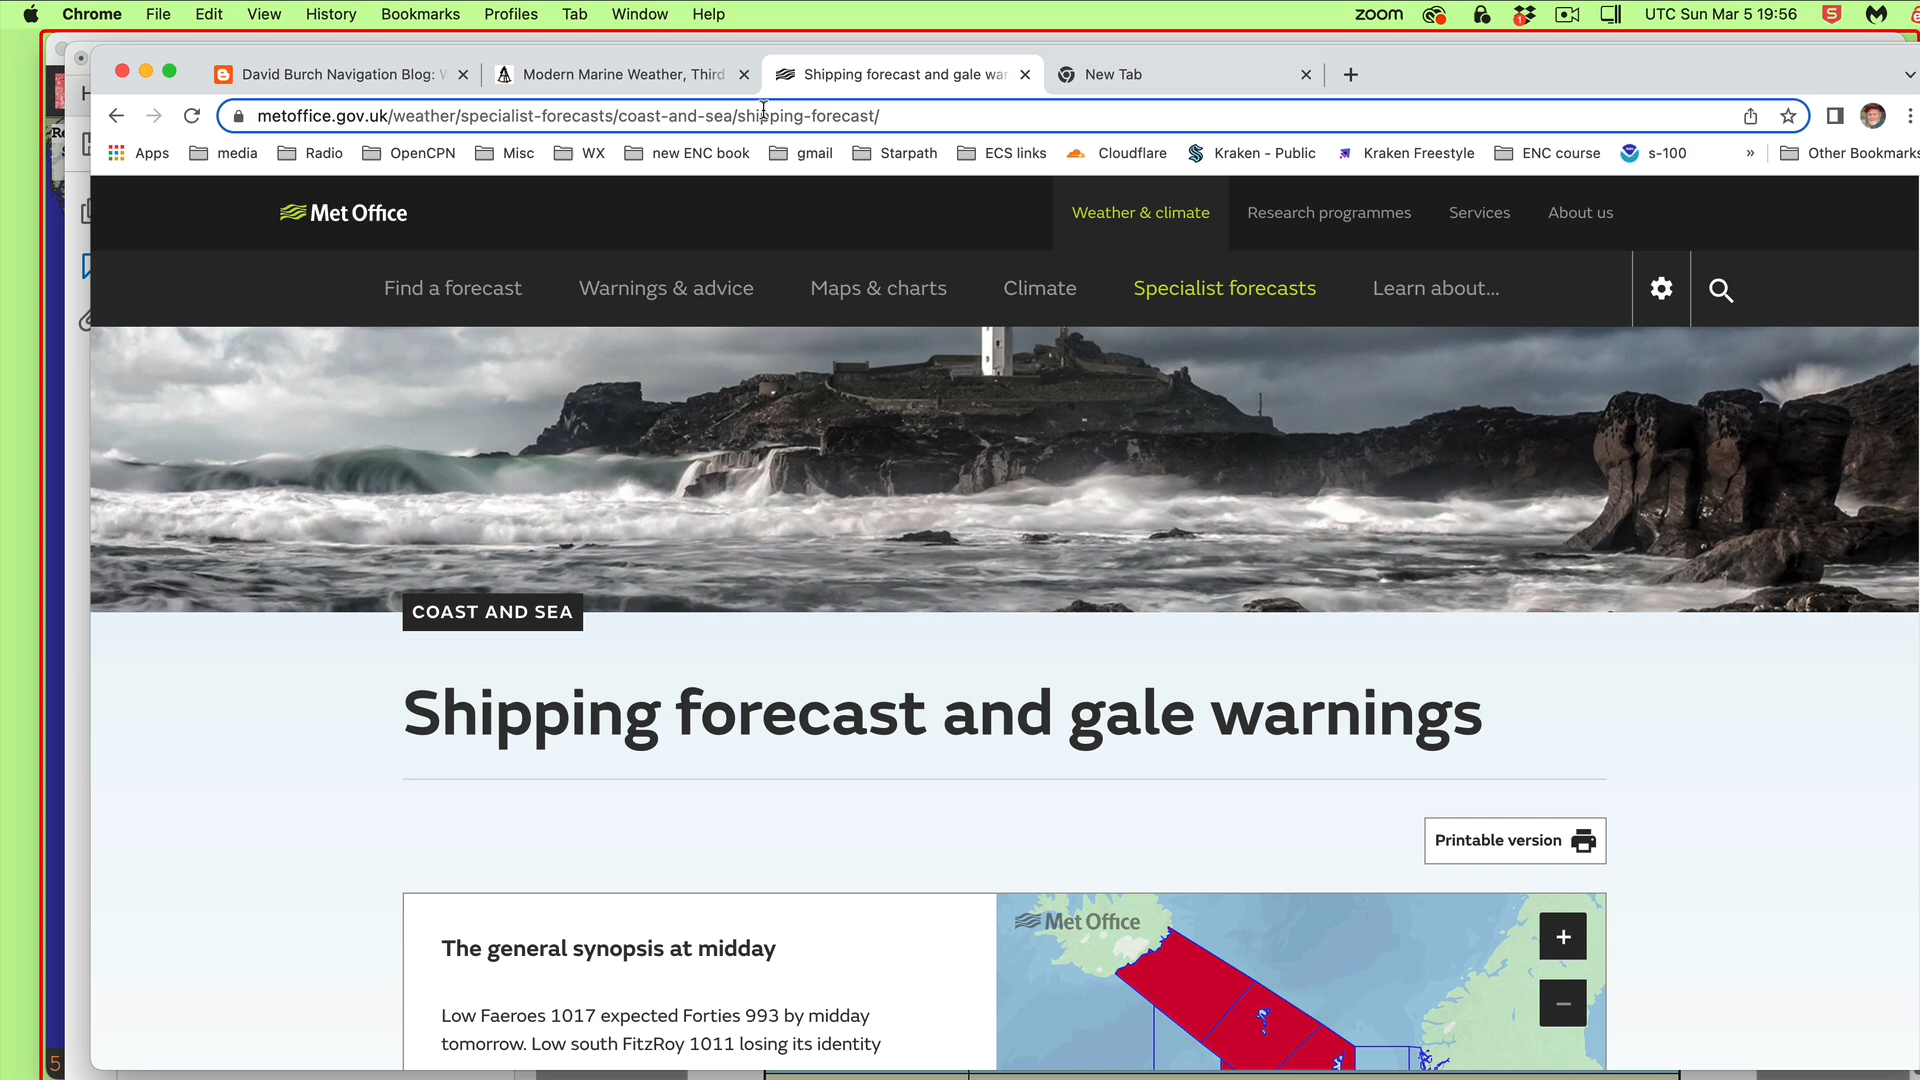 Chrome File Edit View History Bookmarks Profiles Tab Window Help zoom 1 UTC Sun Mar 5 19:56
David Burch Navigation Blog: Modern Marine Weather, Third Shipping forecast and gale war New Tab
metoffice.gov.uk/weather/specialist-forecasts/coast-and-sea/shipping-forecast/
Apps media Radio OpenCPN Misc WX new ENC book gmail Starpath ECS links Cloudflare Kraken - Public Kraken Freestyle ENC course s-100 » Other Bookmarks
Met Office Weather & climate Research programmes Services About us
Find a forecast Warnings & advice Maps & charts Climate Specialist forecasts Learn about...
COAST AND SEA
Shipping forecast and gale warnings
Printable version
The general synopsis at midday
Met Office
+
Low Faeroes 1017 expected Forties 993 by midday
−
tomorrow. Low south FitzRoy 1011 losing its identity
5